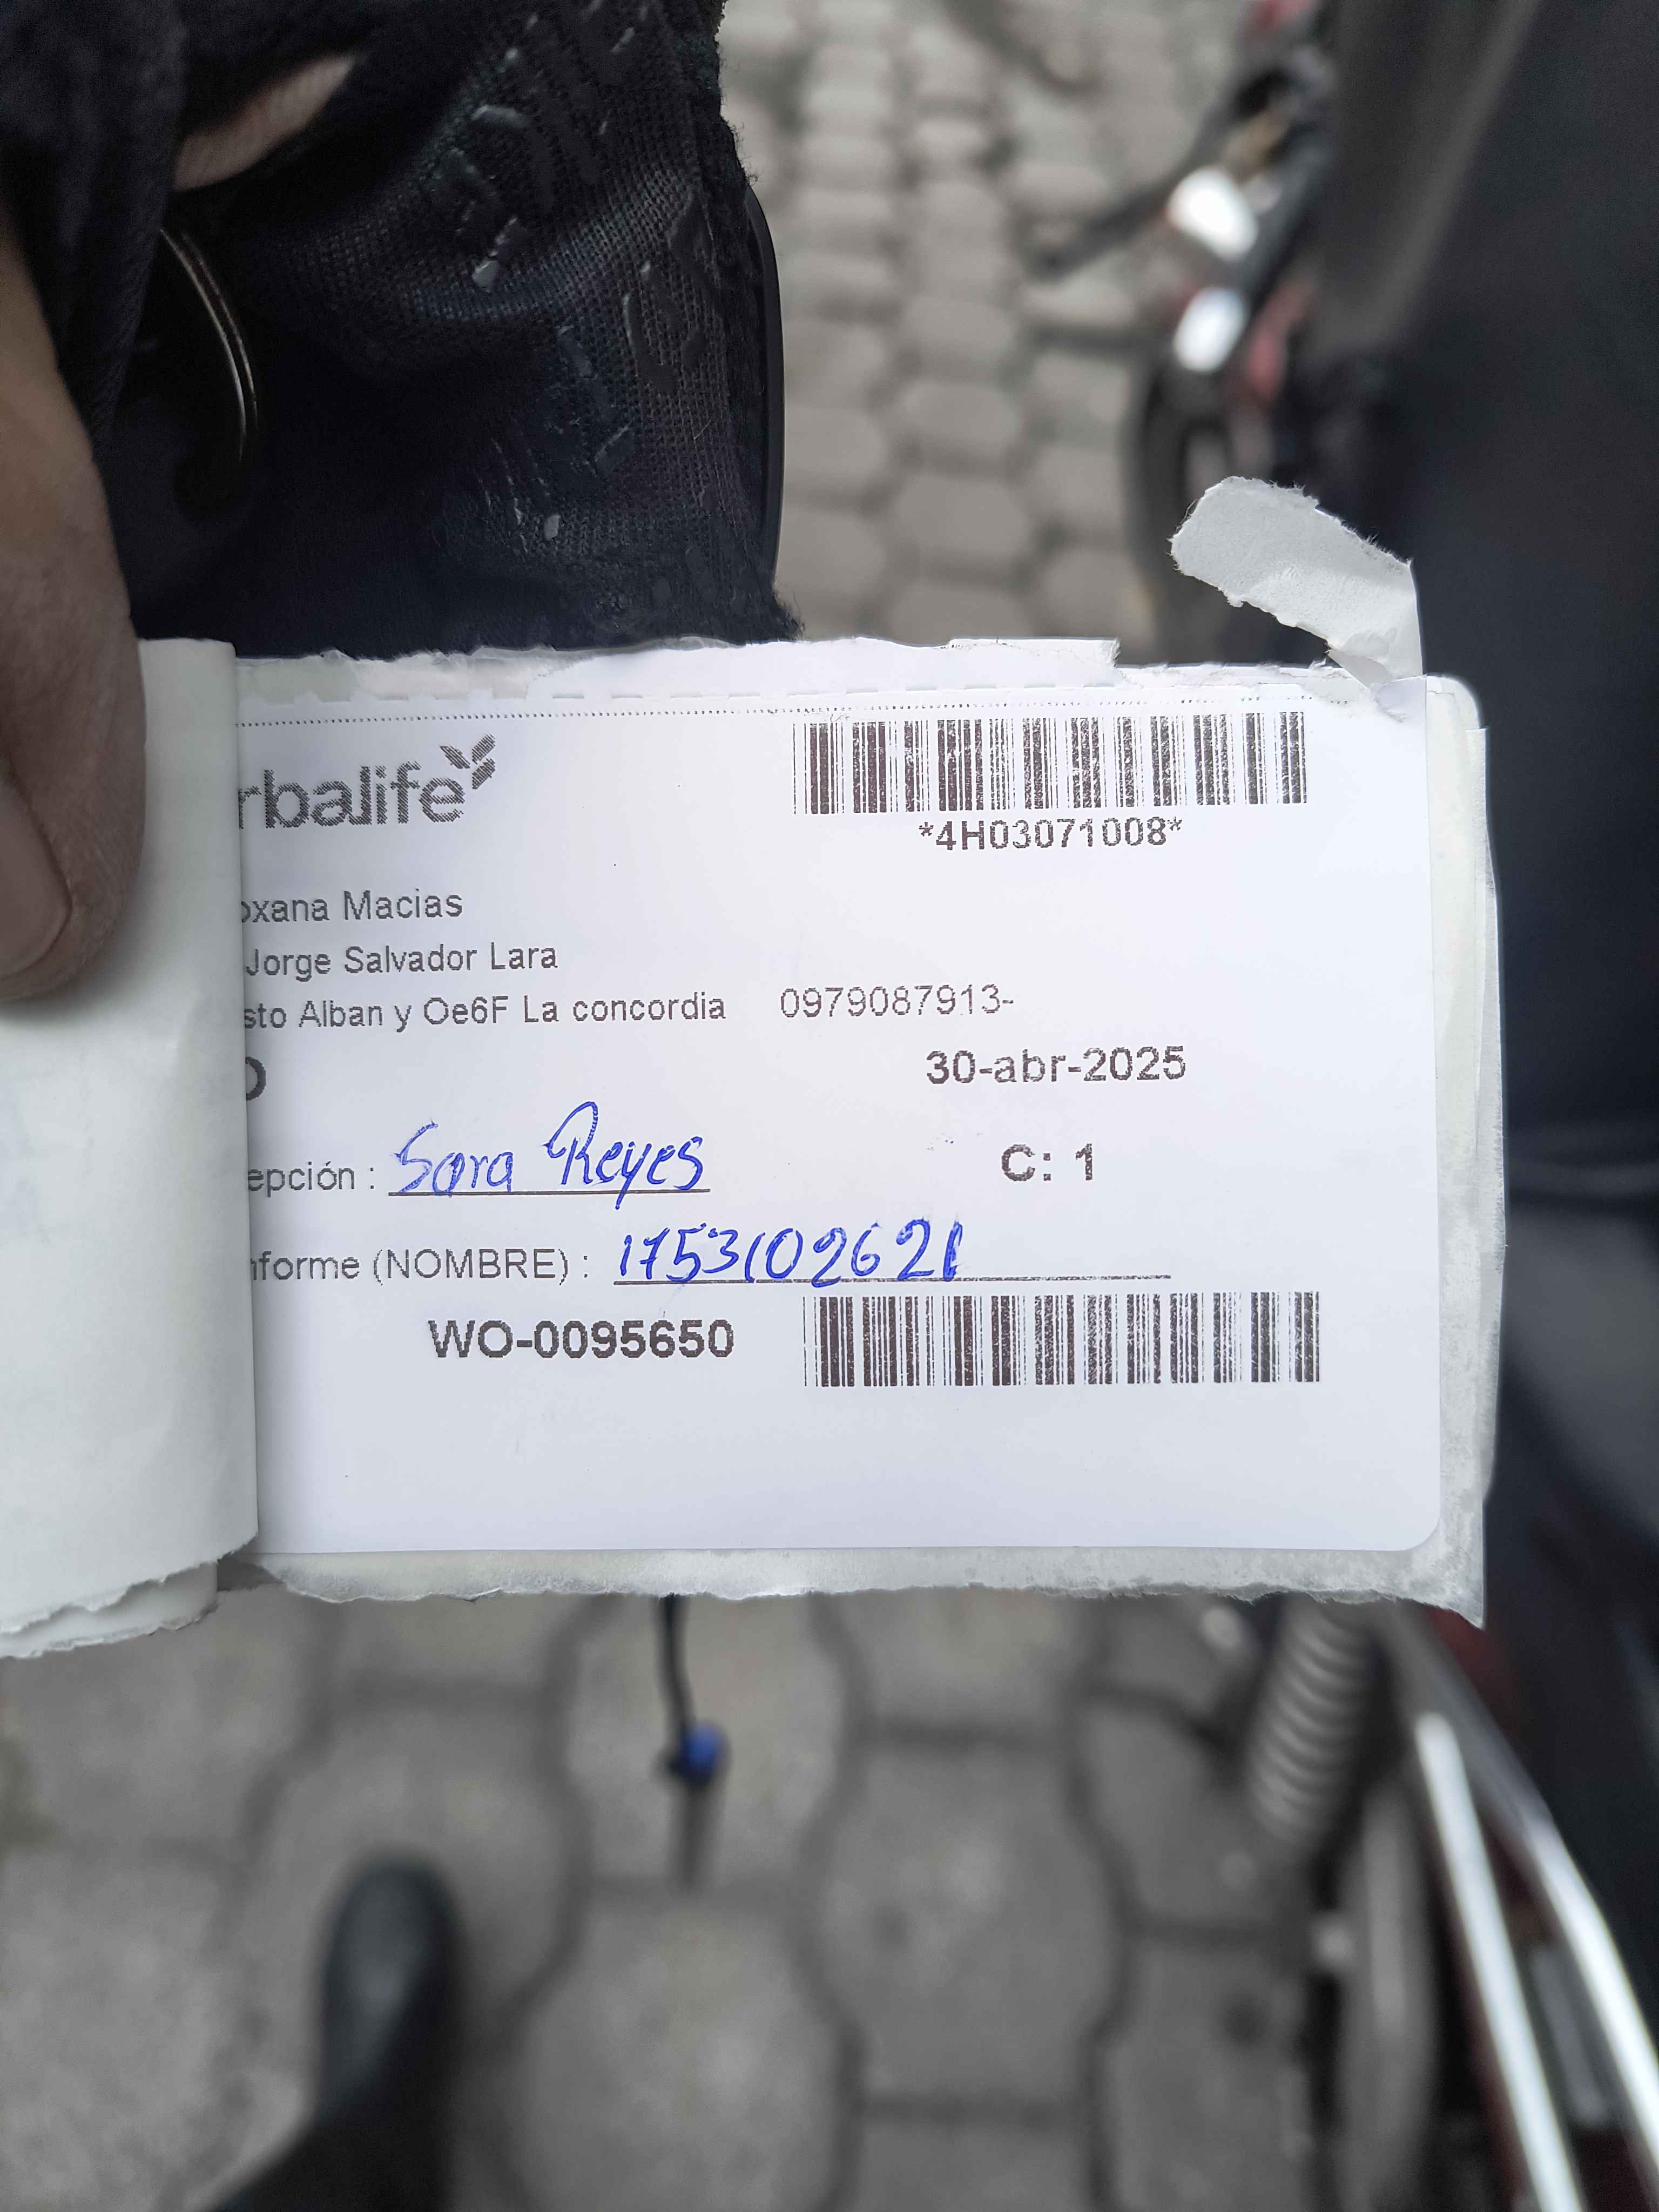 rbalife
*4H03071008*
oxana Macias
Jorge Salvador Lara
sto Alban y Oe6F La concordia 0979087913-
O 30-abr-2025
epción : Sara Reyes C: 1
nforme (NOMBRE) : 1753102621
WO-0095650